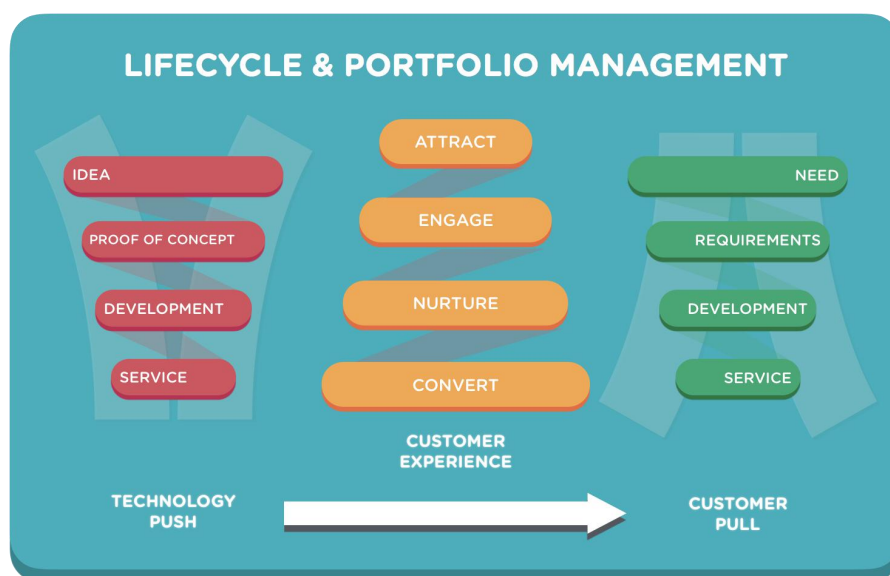 LIFECYCLE & PORTFOLIO MANAGEMENT
IDEA
PROOF OF CONCEPT
DEVELOPMENT
SERVICE
TECHNOLOGY
PUSH
ATTRACT
ENGAGE
NURTURE
CONVERT
CUSTOMER
EXPERIENCE
NEED
REQUIREMENTS
DEVELOPMENT
SERVICE
CUSTOMER
PULL